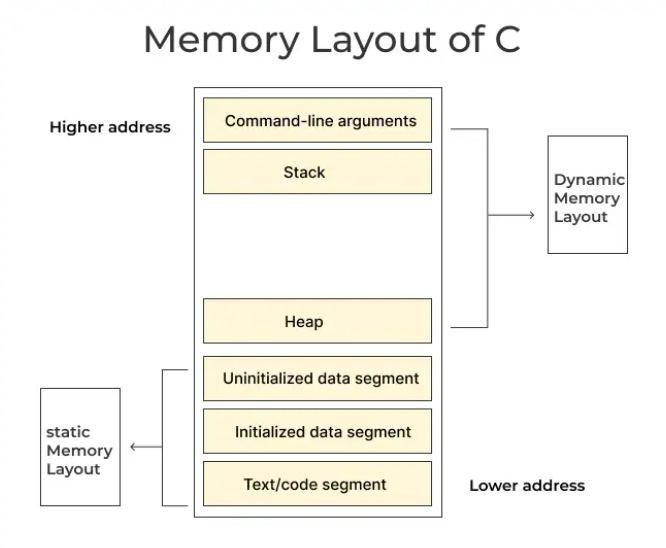 Memory Layout of C
Higher address
Command-line arguments
Stack
Dynamic
Memory
Layout
Heap
Uninitialized data segment
Initialized data segment
static
Memory
Layout
Text/code segment
Lower address